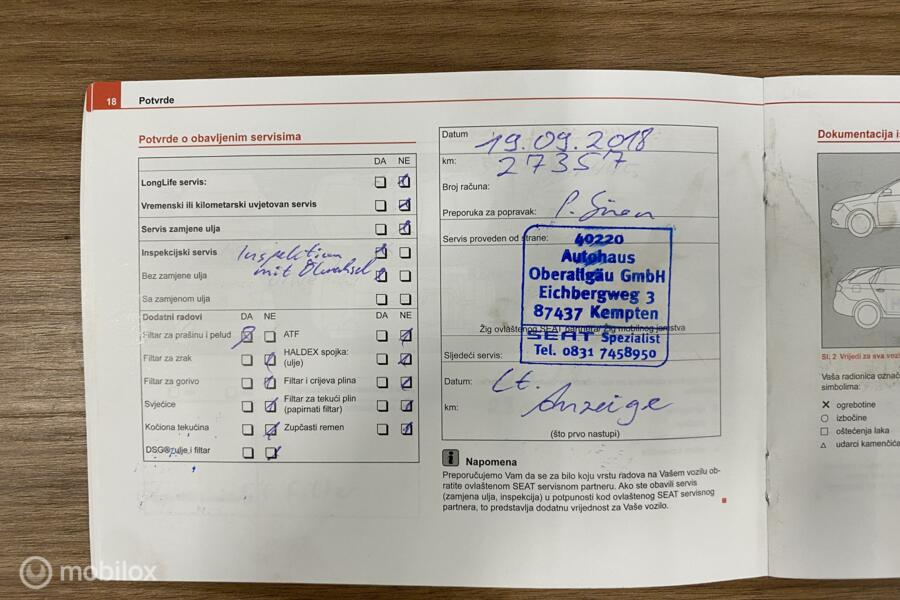 18 Potvrde
Potvrde o obavljenim servisima
DA NE
LongLife servis:
Vremenski ili kilometarski uvjetovan servis
Servis zamjene ulja
Inspekcijski servis Inspektion
Bez zamjene ulja mit Ölwechsel
Sa zamjenom ulja
Dodatni radovi DA NE DA NE
Filtar za prašinu i pelud ATF
Filtar za zrak HALDEX spojka:
(ulje)
Filtar za gorivo Filtar i crijeva plina
Svjećice Filtar za tekući plin
(papirnati filtar)
Kočiona tekućina Zupčasti remen
DSG® ulje i filtar
Datum 19.09.2018
km: 27357
Broj računa:
Preporuka za popravak:
Servis proveden od strane:
40220
Autohaus
Oberallgäu GmbH
Eichbergweg 3
87437 Kempten
Žig ovlaštenog SEAT partnera
SEAT Spezialist
Tel. 0831 7458950
Sljedeći servis:
Datum: Lt.
km: Anzeige
(što prvo nastupi)
i Napomena
Preporučujemo Vam da se za bilo koju vrstu radova na Vašem vozilu ob-
ratite ovlaštenom SEAT servisnom partneru. Ako ste obavili servis
(zamjena ulja, inspekcija) u potpunosti kod ovlaštenog SEAT servisnog
partnera, to predstavlja dodatnu vrijednost za Vaše vozilo.
Dokumentacija
Sl. 2 Vrijedi za sva
Vaša radionica
simbolima:
ogrebotine
izbočine
oštećenja laka
udarci kamenčića
mobilox